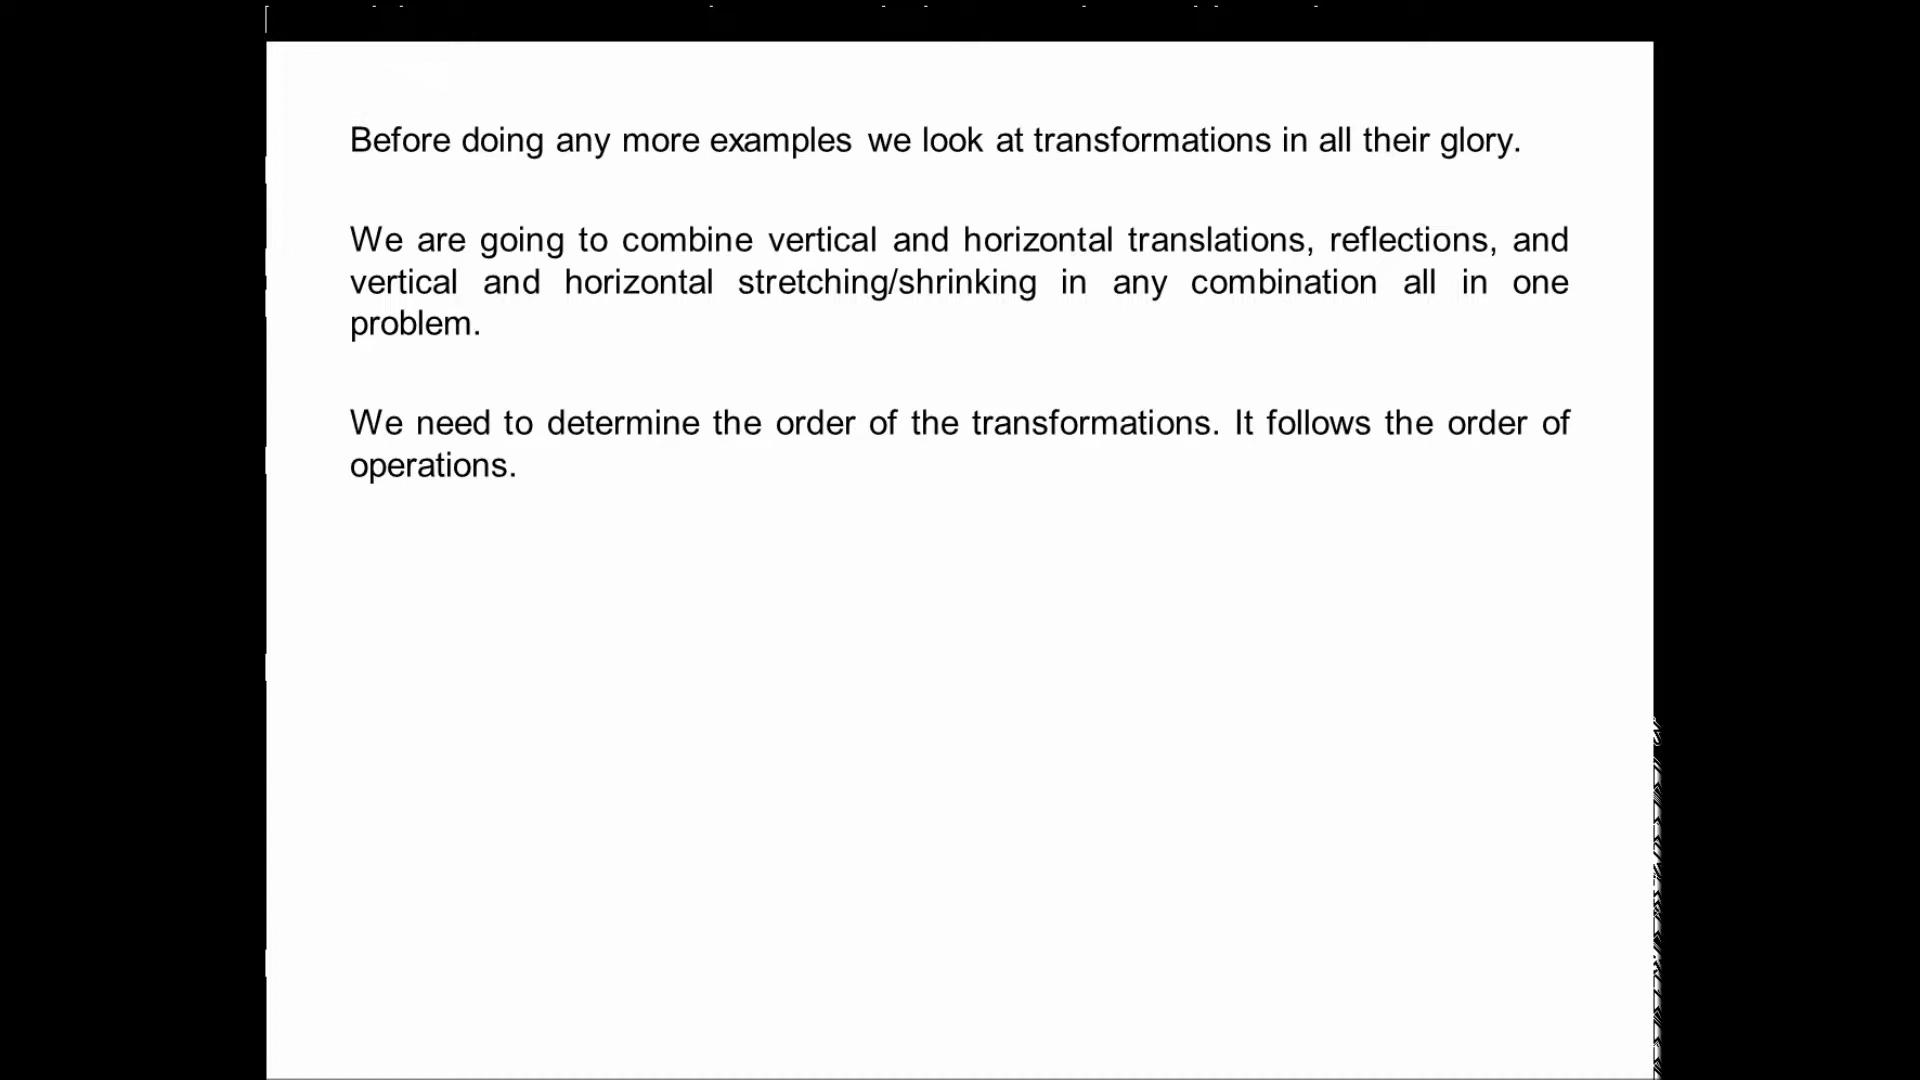 Before doing any more examples we look at transformations in all their glory.
We are going to combine vertical and horizontal translations, reflections, and
vertical and horizontal stretching/shrinking in any combination all in one
problem.
We need to determine the order of the transformations. It follows the order of
operations.